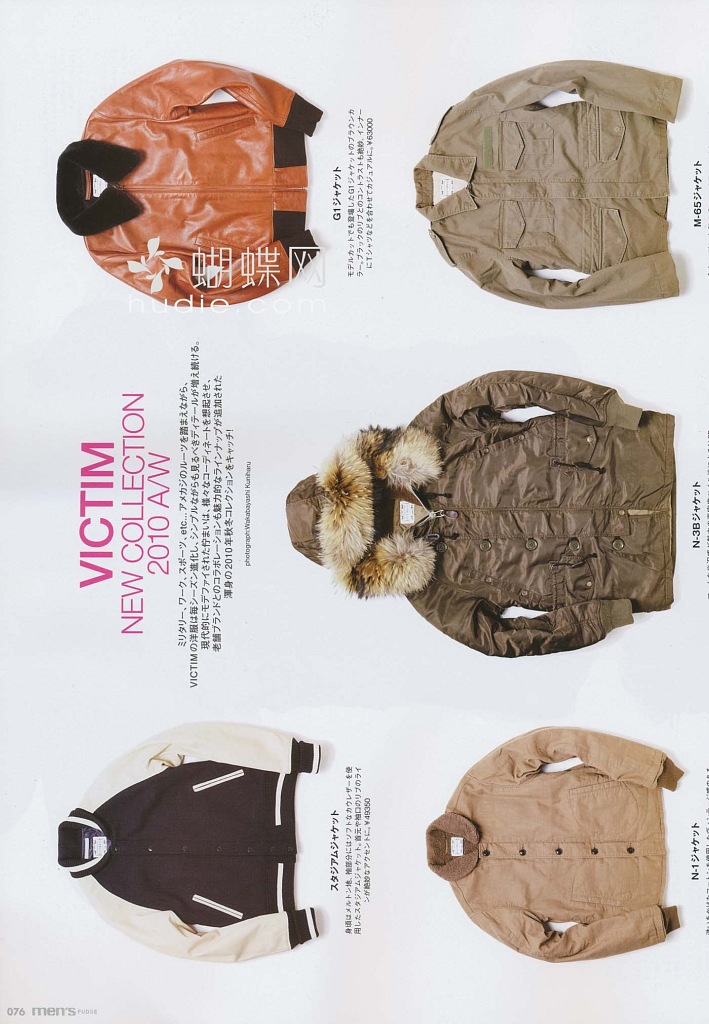 VICTIM
NEW COLLECTION
2010 A/W
ミリタリー、ワーク、スポーツ、etc…アメカジのルーツを踏まえながら、
VICTIMの洋服は毎シーズン進化し、シンプルながらも見るべきディテールが増え続ける。
現代的にモデファイされた佇まいは、様々なコーディネートを想起させ、
老舗ブランドとのコラボレーションも魅力的なラインナップが追加された
渾身の2010年秋冬コレクションをキャッチ!
photograph:Wakabayashi Kuniharu
スタジアムジャケット
身頃はメルトン地、袖部分にはソフトなカウレザーを使
用したスタジアムジャケット。首元や袖口のリブのライ
ンが絶妙なアクセントに。¥49350
G1ジャケット
モデルカットでも登場したG1ジャケットのブラウンカ
ラー。ブラックのリブとのコントラストも絶妙。インナー
にTシャツなどを合わせてカジュアルに。¥63000
N-1ジャケット
N-3Bジャケット
M-65ジャケット
蝴蝶网
hudie.com
076 men's FUDGE